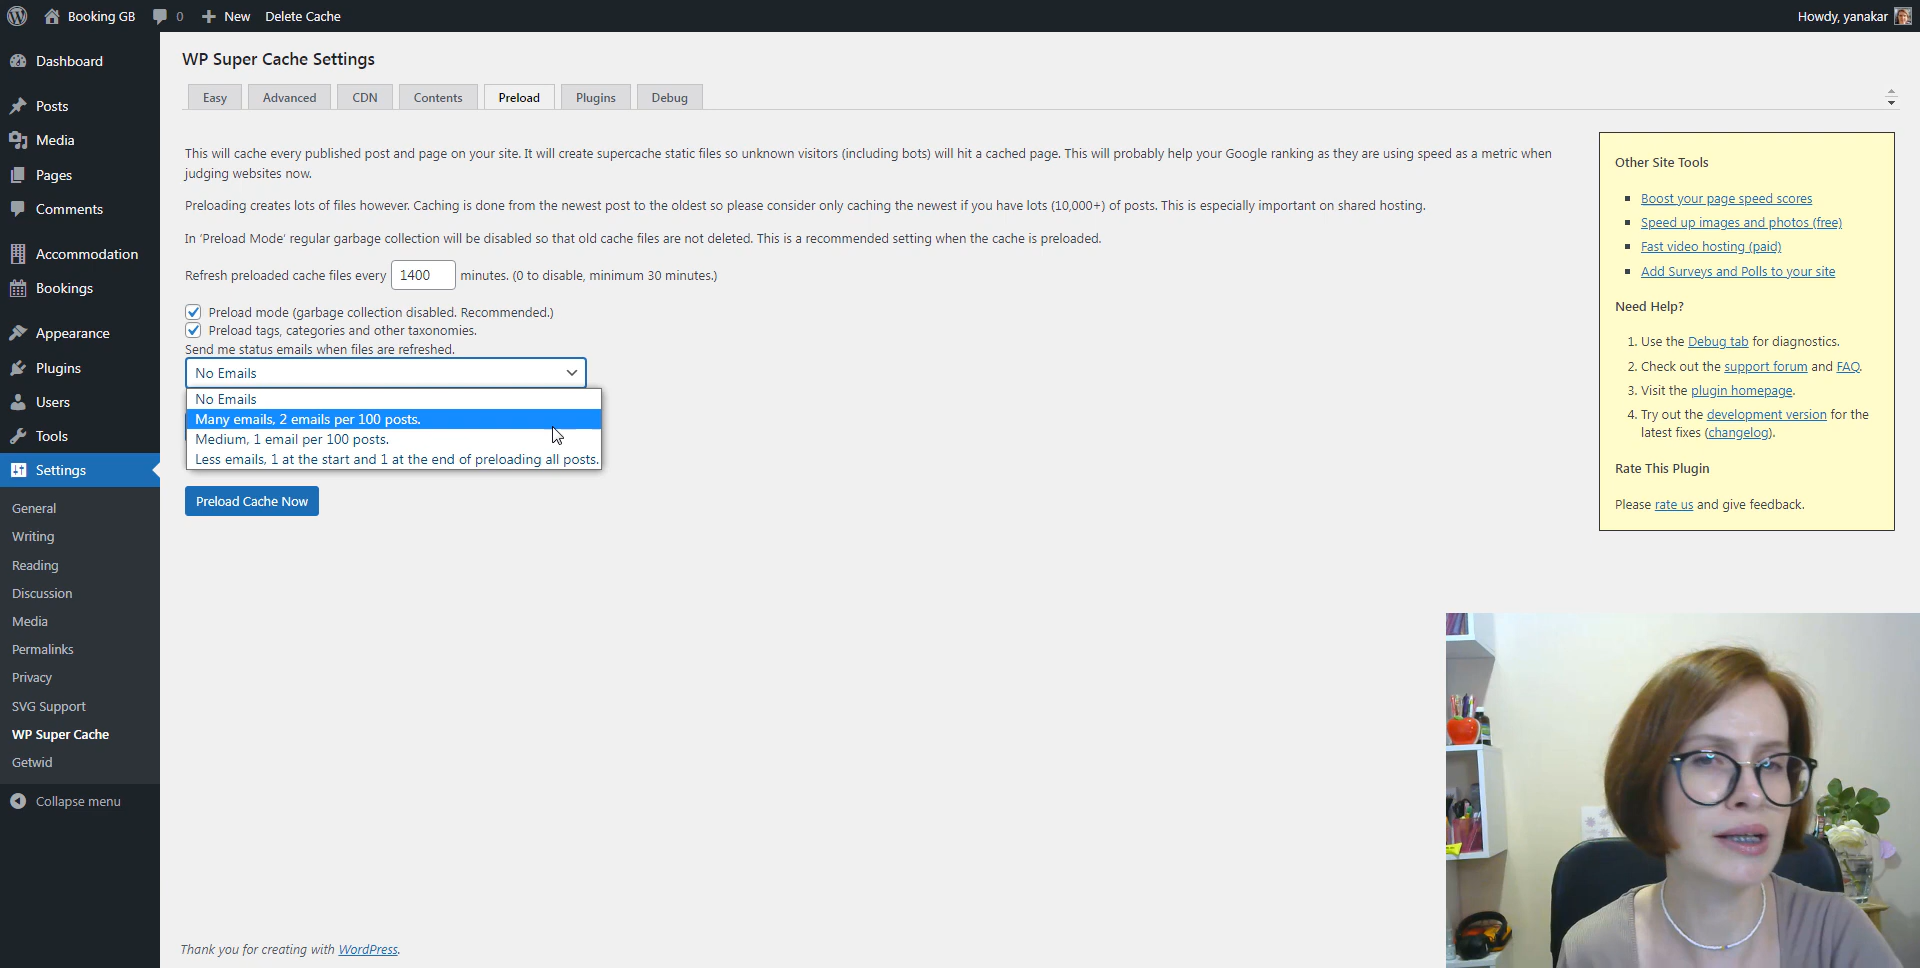 Booking GB 0 New Delete Cache Howdy, yanakar
Dashboard
Posts
Media
Pages
Comments
Accommodation
Bookings
Appearance
Plugins
Users
Tools
Settings
General
Writing
Reading
Discussion
Media
Permalinks
Privacy
SVG Support
WP Super Cache
Getwid
Collapse menu
WP Super Cache Settings
Easy Advanced CDN Contents Preload Plugins Debug
This will cache every published post and page on your site. It will create supercache static files so unknown visitors (including bots) will hit a cached page. This will probably help your Google ranking as they are using speed as a metric when
judging websites now.
Preloading creates lots of files however. Caching is done from the newest post to the oldest so please consider only caching the newest if you have lots (10,000+) of posts. This is especially important on shared hosting.
In 'Preload Mode' regular garbage collection will be disabled so that old cache files are not deleted. This is a recommended setting when the cache is preloaded.
Refresh preloaded cache files every 1400 minutes. (0 to disable, minimum 30 minutes.)
Preload mode (garbage collection disabled. Recommended.)
Preload tags, categories and other taxonomies.
Send me status emails when files are refreshed.
No Emails
No Emails
Many emails, 2 emails per 100 posts.
Medium, 1 email per 100 posts.
Less emails, 1 at the start and 1 at the end of preloading all posts.
Preload Cache Now
Other Site Tools
Boost your page speed scores
Speed up images and photos (free)
Fast video hosting (paid)
Add Surveys and Polls to your site
Need Help?
1. Use the Debug tab for diagnostics.
2. Check out the support forum and FAQ.
3. Visit the plugin homepage.
4. Try out the development version for the
latest fixes (changelog).
Rate This Plugin
Please rate us and give feedback.
Thank you for creating with WordPress.